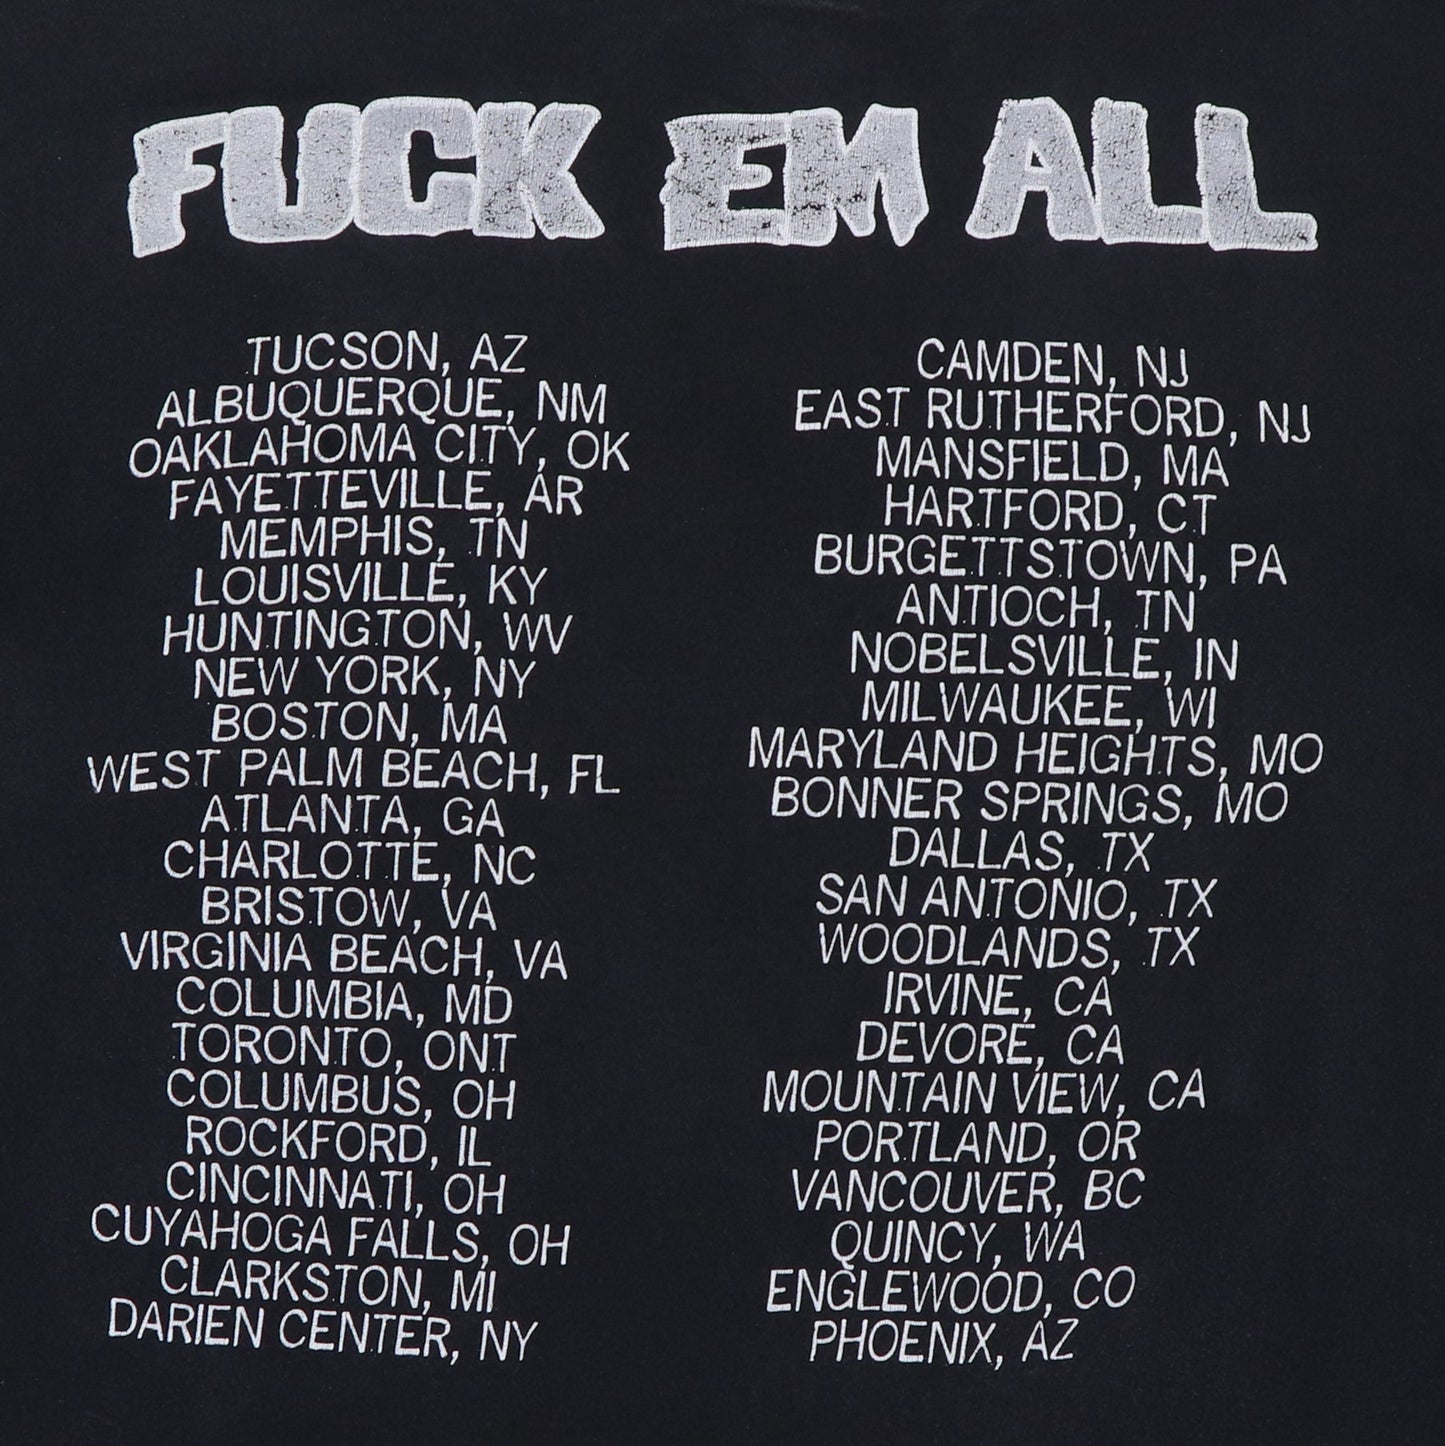 FUCK EM ALL
TUCSON, AZ
ALBUQUERQUE, NM
OAKLAHOMA CITY, OK
FAYETTEVILLE, AR
MEMPHIS, TN
LOUISVILLE, KY
HUNTINGTON, WV
NEW YORK, NY
BOSTON, MA
WEST PALM BEACH, FL
ATLANTA, GA
CHARLOTTE, NC
BRISTOW, VA
VIRGINIA BEACH, VA
COLUMBIA, MD
TORONTO, ONT
COLUMBUS, OH
ROCKFORD, IL
CINCINNATI, OH
CUYAHOGA FALLS, OH
CLARKSTON, MI
DARIEN CENTER, NY
CAMDEN, NJ
EAST RUTHERFORD, NJ
MANSFIELD, MA
HARTFORD, CT
BURGETTSTOWN, PA
ANTIOCH, TN
NOBELSVILLE, IN
MILWAUKEE, WI
MARYLAND HEIGHTS, MO
BONNER SPRINGS, MO
DALLAS, TX
SAN ANTONIO, TX
WOODLANDS, TX
IRVINE, CA
DEVORE, CA
MOUNTAIN VIEW, CA
PORTLAND, OR
VANCOUVER, BC
QUINCY, WA
ENGLEWOOD, CO
PHOENIX, AZ